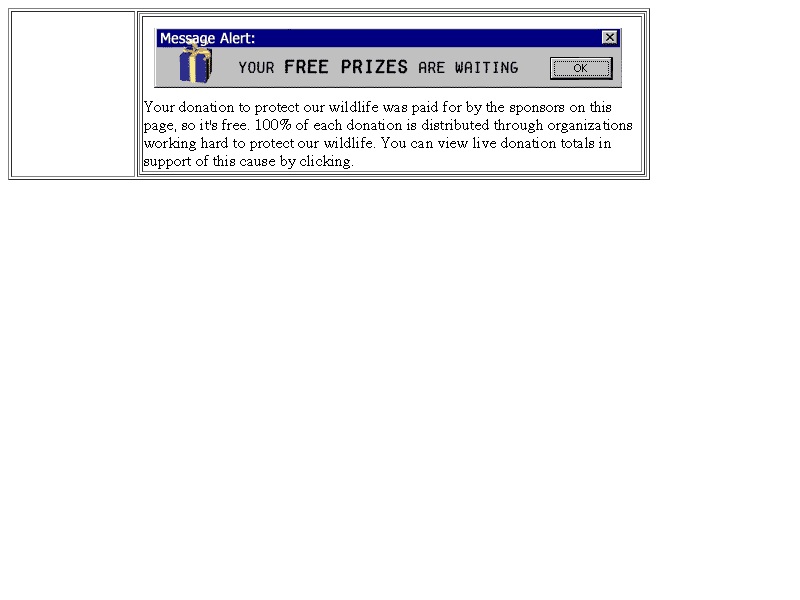 Message Alert:
YOUR FREE PRIZES ARE WAITING
OK
Your donation to protect our wildlife was paid for by the sponsors on this
page, so it's free. 100% of each donation is distributed through organizations
working hard to protect our wildlife. You can view live donation totals in
support of this cause by clicking.